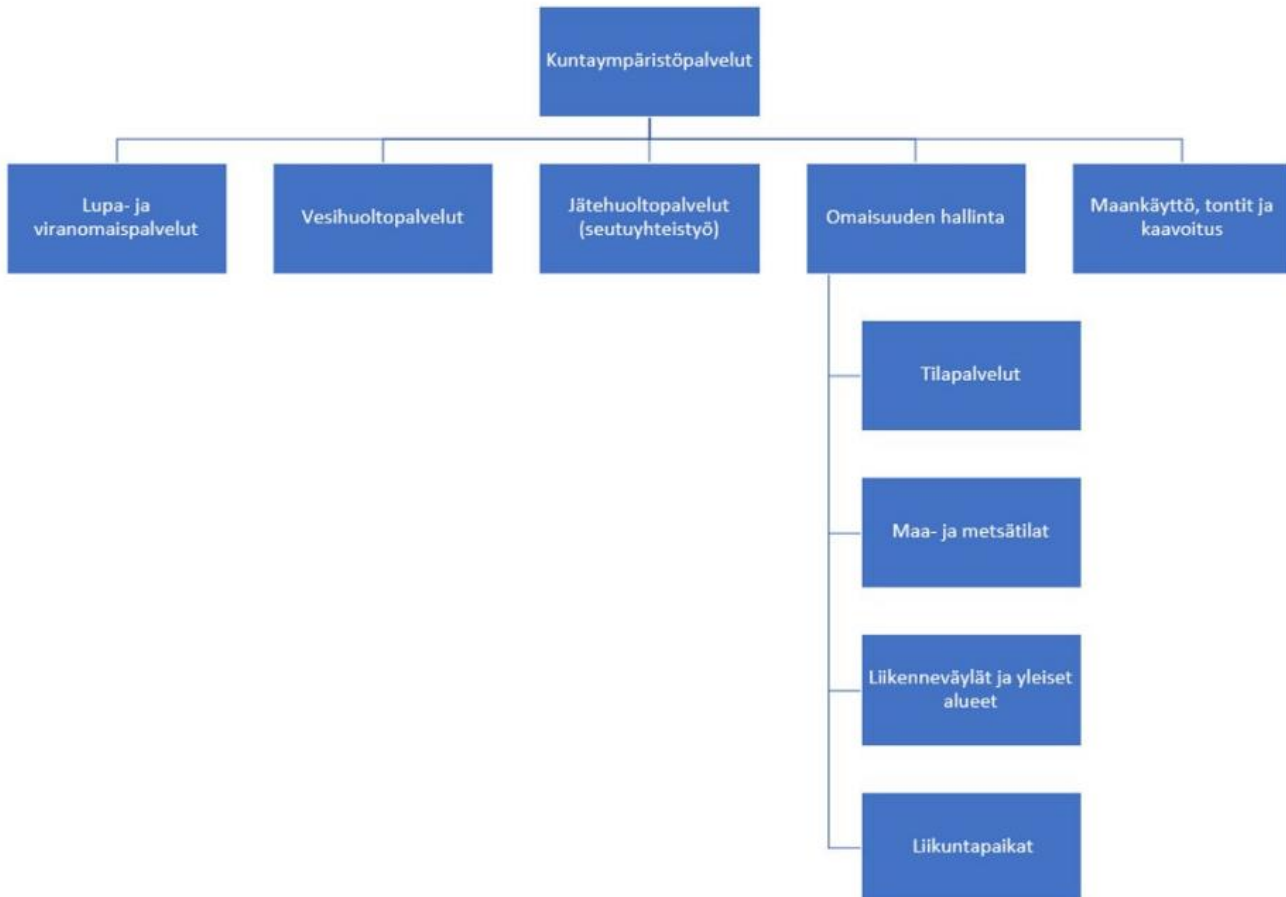 Kuntaympäristöpalvelut
Lupa- ja
viranomaispalvelut
Vesihuoltopalvelut
Jätehuoltopalvelut
(seutuyhteistyö)
Omaisuuden hallinta
Maankäyttö, tontit ja
kaavoitus
Tilapalvelut
Maa- ja metsätilat
Liikenneväylät ja yleiset
alueet
Liikuntapaikat